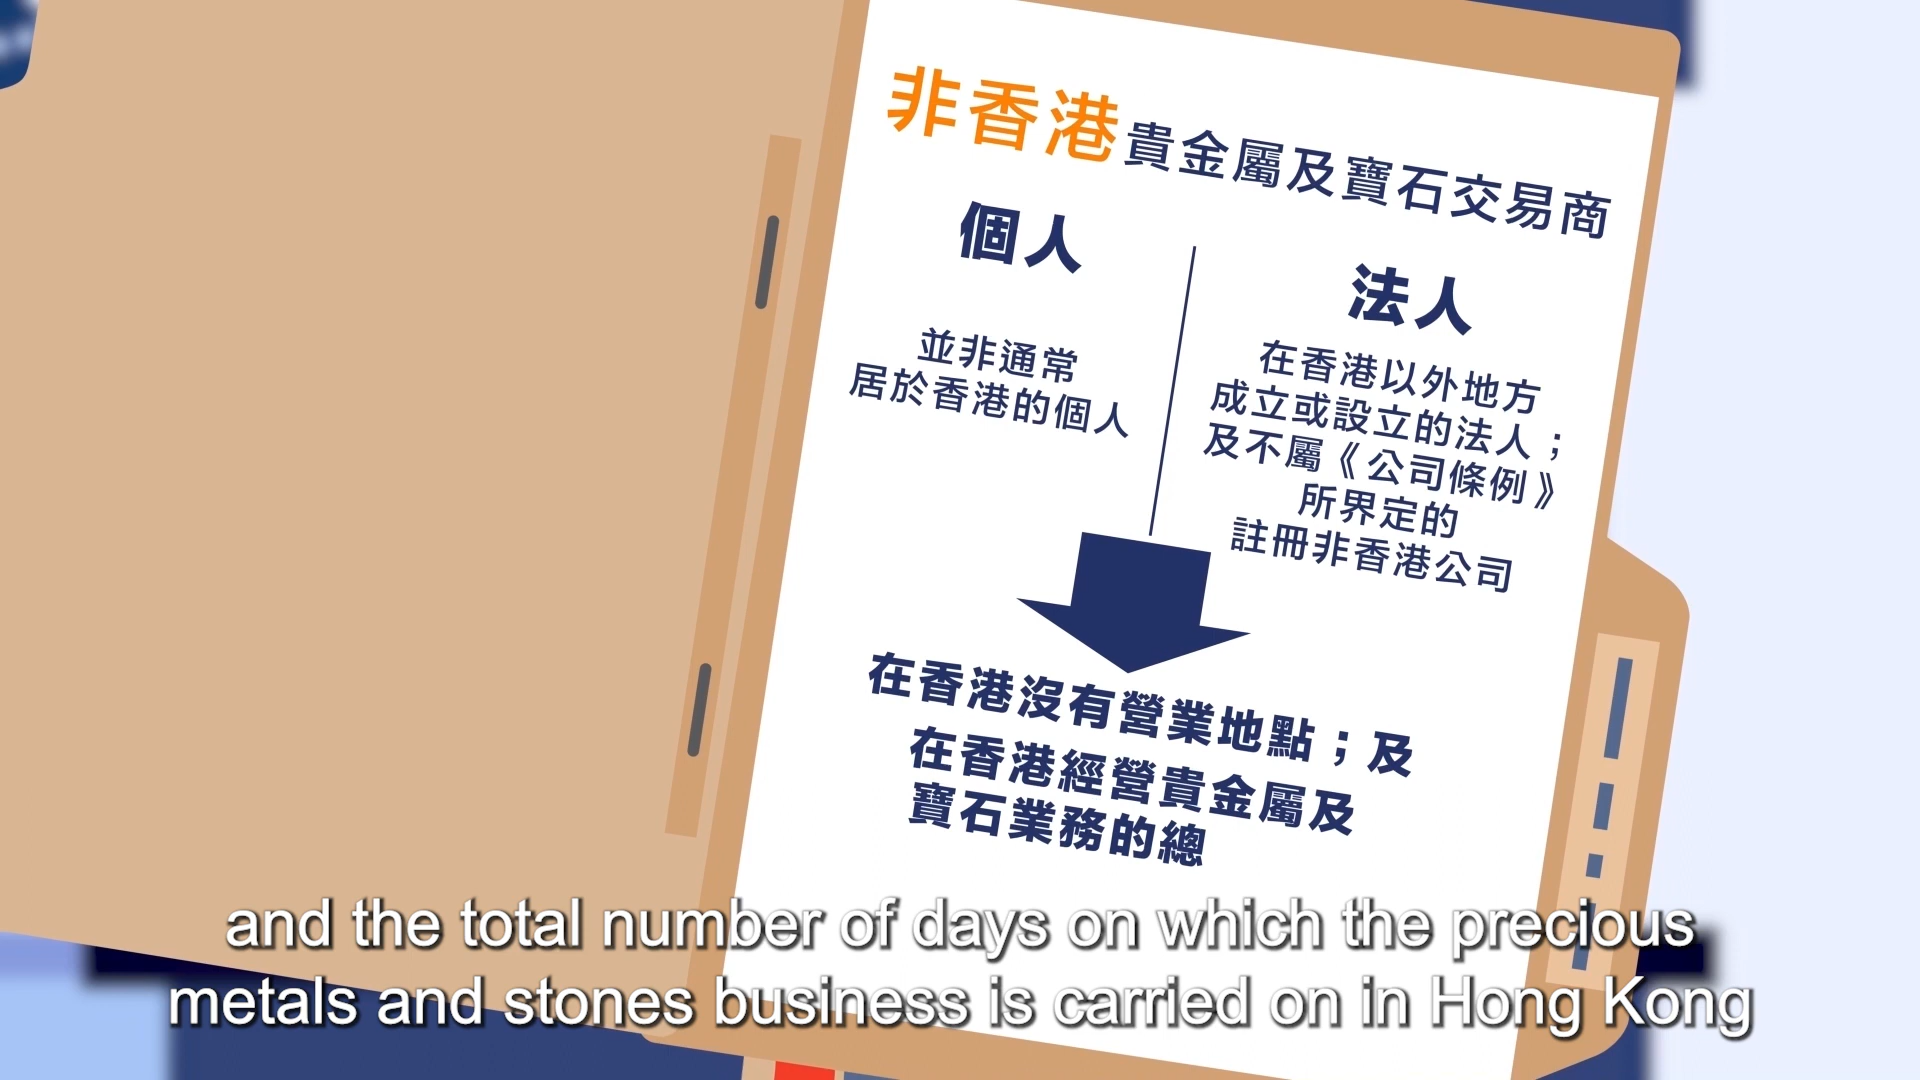 非香港貴金屬及寶石交易商
個人
並非通常
居於香港的個人
法人
在香港以外地方
成立或設立的法人；
及不屬《公司條例》
所界定的
註冊非香港公司
在香港沒有營業地點；及
在香港經營貴金屬及
寶石業務的總
and the total number of days on which the precious
metals and stones business is carried on in Hong Kong